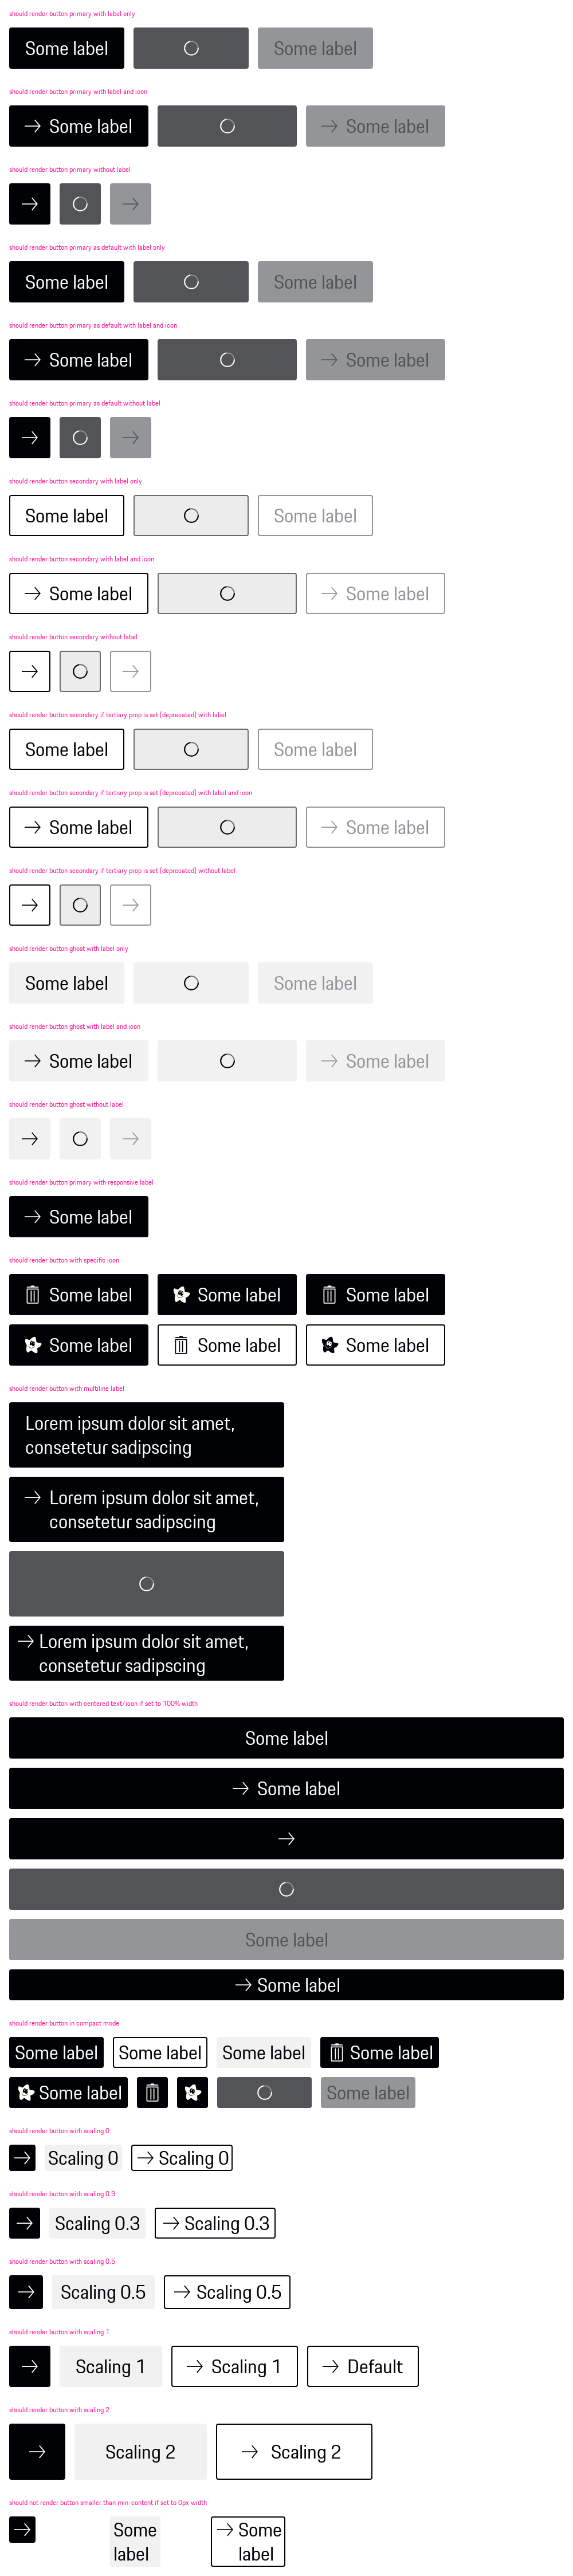 should render button primary with label only
Some label Some label
should render button primary with label and icon
Some label Some label
should render button primary without label
should render button primary as default with label only
Some label Some label
should render button primary as default with label and icon
Some label Some label
should render button primary as default without label
should render button secondary with label only
Some label Some label
should render button secondary with label and icon
Some label Some label
should render button secondary without label
should render button secondary if tertiary prop is set (deprecated) with label
Some label Some label
should render button secondary if tertiary prop is set (deprecated) with label and icon
Some label Some label
should render button secondary if tertiary prop is set (deprecated) without label
should render button ghost with label only
Some label Some label
should render button ghost with label and icon
Some label Some label
should render button ghost without label
should render button primary with responsive label
Some label
should render button with specific icon
Some label Some label Some label
Some label Some label Some label
should render button with multiline label
Lorem ipsum dolor sit amet,
consetetur sadipscing
Lorem ipsum dolor sit amet,
consetetur sadipscing
Lorem ipsum dolor sit amet,
consetetur sadipscing
should render button with centered text/icon if set to 100% width
Some label
Some label
Some label
Some label
should render button in compact mode
Some label Some label Some label Some label
Some label Some label
should render button with scaling 0
Scaling 0 Scaling 0
should render button with scaling 0.3
Scaling 0.3 Scaling 0.3
should render button with scaling 0.5
Scaling 0.5 Scaling 0.5
should render button with scaling 1
Scaling 1 Scaling 1 Default
should render button with scaling 2
Scaling 2 Scaling 2
should not render button smaller than min-content if set to 0px width
Some Some
label label